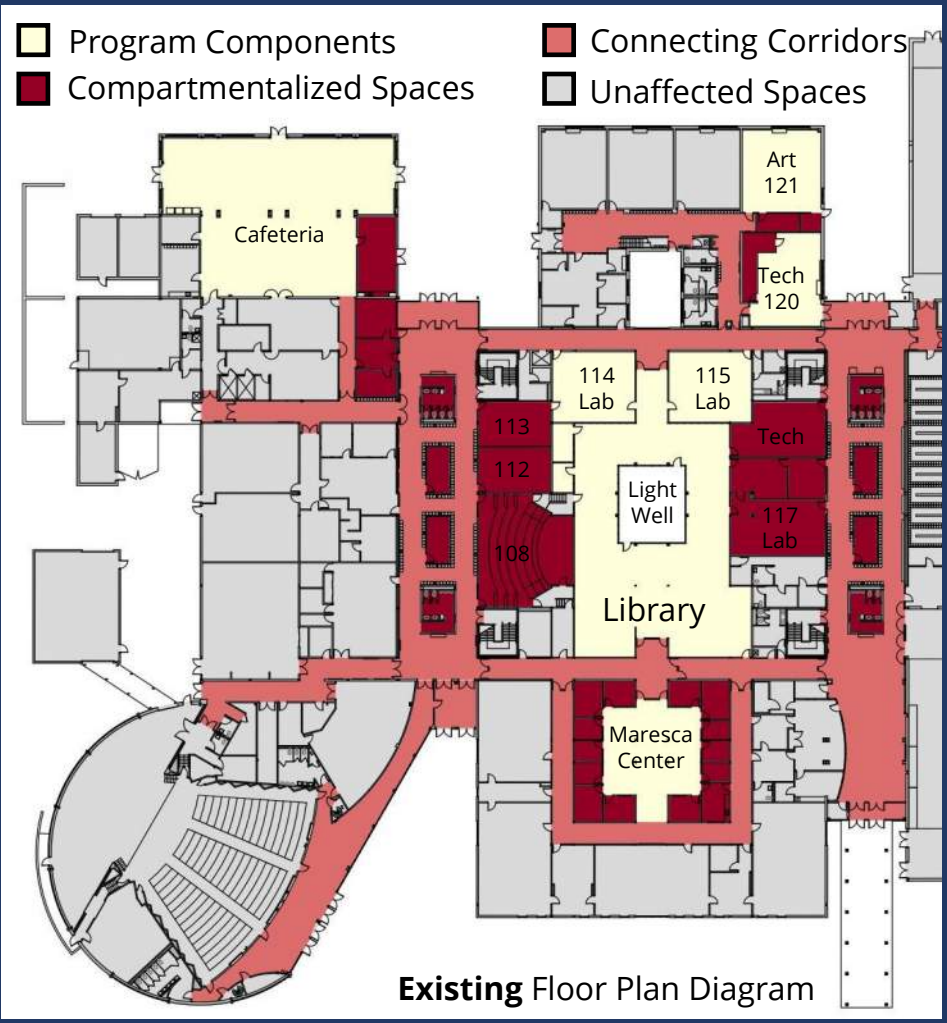 Program Components
Connecting Corridors
Compartmentalized Spaces
Unaffected Spaces
Art
121
Cafeteria
Tech
120
114
Lab
115
Lab
113
Tech
112
Light
Well
117
Lab
108
Library
Maresca
Center
Existing Floor Plan Diagram